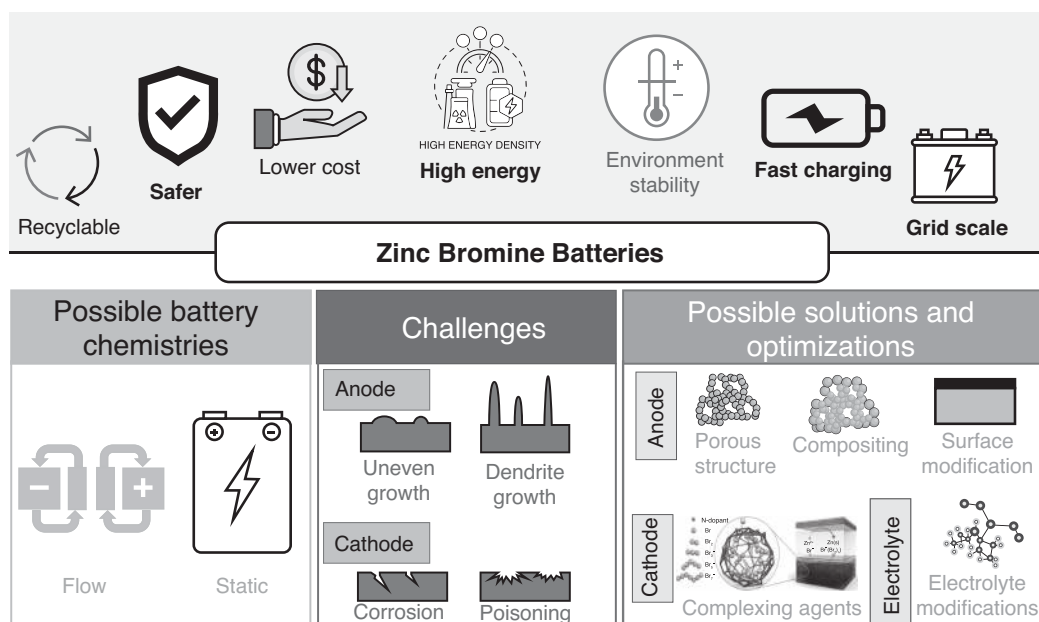 Recyclable
Safer
$
Lower cost
HIGH ENERGY DENSITY
High energy
+
−
Environment
stability
Fast charging
Grid scale
Zinc Bromine Batteries
Possible battery
chemistries
− +
Flow
+ −
Static
Challenges
Anode
Uneven
growth
Dendrite
growth
Cathode
Corrosion
Poisoning
Possible solutions and
optimizations
Anode
Porous
structure
Compositing
Surface
modification
Cathode
N-dopant
Br
Complexing agents
Electrolyte
Electrolyte
modifications